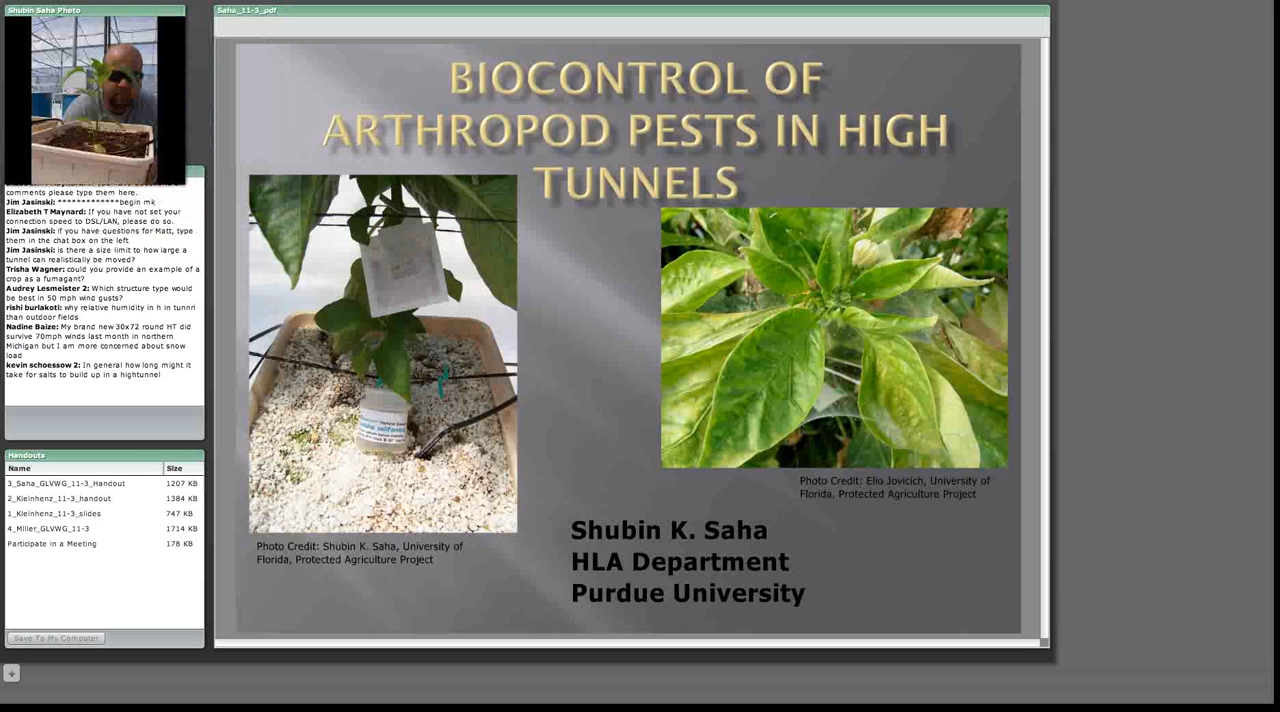 Shubin Saha Photo
comments please type them here.
Jim Jasinski: *************begin mk
Elizabeth T Maynard: If you have not set your
connection speed to DSL/LAN, please do so.
Jim Jasinski: if you have questions for Matt, type
them in the chat box on the left
Jim Jasinski: is there a size limit to how large a
tunnel can realistically be moved?
Trisha Wagner: could you provide an example of a
crop as a fumagant?
Audrey Lesmeister 2: Which structure type would
be best in 50 mph wind gusts?
rishi burlakoti: why relative humidity in h in tunnrl
than outdoor fields
Nadine Baize: My brand new 30x72 round HT did
survive 70mph winds last month in northern
Michigan but I am more concerned about snow
load
kevin schoessow 2: In general how long might it
take for salts to build up in a hightunnel
Handouts
Name Size
3_Saha_GLVWG_11-3_Handout 1207 KB
2_Kleinhenz_11-3_handout 1384 KB
1_Kleinhenz_11-3_slides 747 KB
4_Miller_GLVWG_11-3 1714 KB
Participate in a Meeting 178 KB
Save To My Computer
Saha_11-3_pdf
BIOCONTROL OF
ARTHROPOD PESTS IN HIGH
TUNNELS
Photo Credit: Shubin K. Saha, University of
Florida, Protected Agriculture Project
Photo Credit: Elio Jovicich, University of
Florida, Protected Agriculture Project
Shubin K. Saha
HLA Department
Purdue University